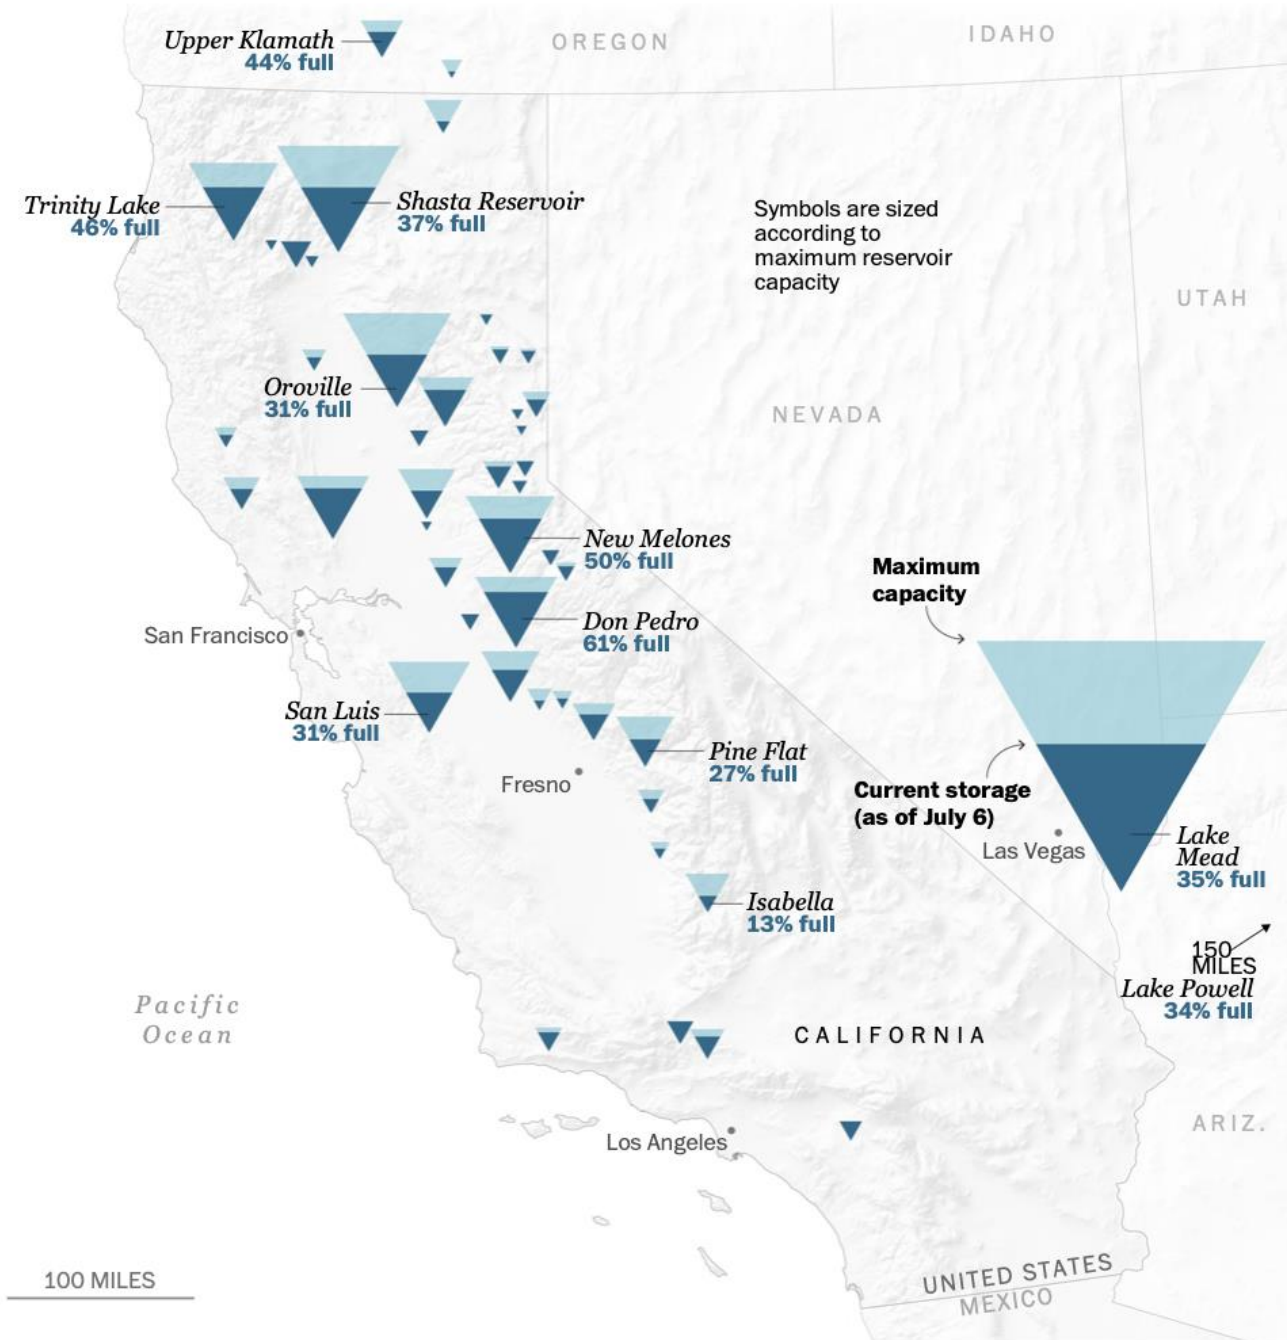 OREGON
IDAHO
Upper Klamath
44% full
Trinity Lake
46% full
Shasta Reservoir
37% full
Symbols are sized
according to
maximum reservoir
capacity
UTAH
Oroville
31% full
NEVADA
New Melones
50% full
Maximum
capacity
San Francisco
Don Pedro
61% full
San Luis
31% full
Pine Flat
27% full
Fresno
Current storage
(as of July 6)
Las Vegas
Lake
Mead
35% full
Isabella
13% full
150
MILES
Lake Powell
34% full
Pacific
Ocean
CALIFORNIA
ARIZ.
Los Angeles
100 MILES
UNITED STATES
MEXICO